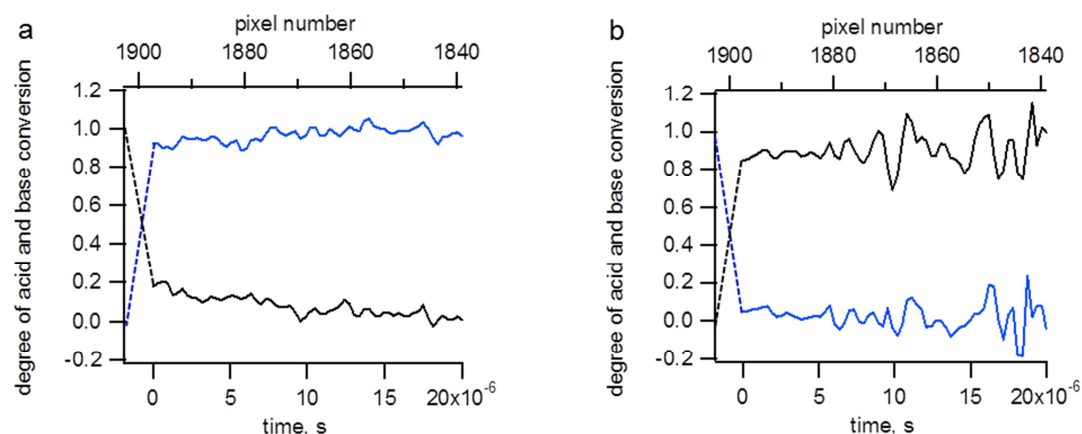 a
pixel number
1900 1880 1860 1840
degree of acid and base conversion
1.2
1.0
0.8
0.6
0.4
0.2
0.0
-0.2
0 5 10 15 20x10-6
time, s
b
pixel number
1900 1880 1860 1840
degree of acid and base conversion
1.2
1.0
0.8
0.6
0.4
0.2
0.0
-0.2
0 5 10 15 20x10-6
time, s